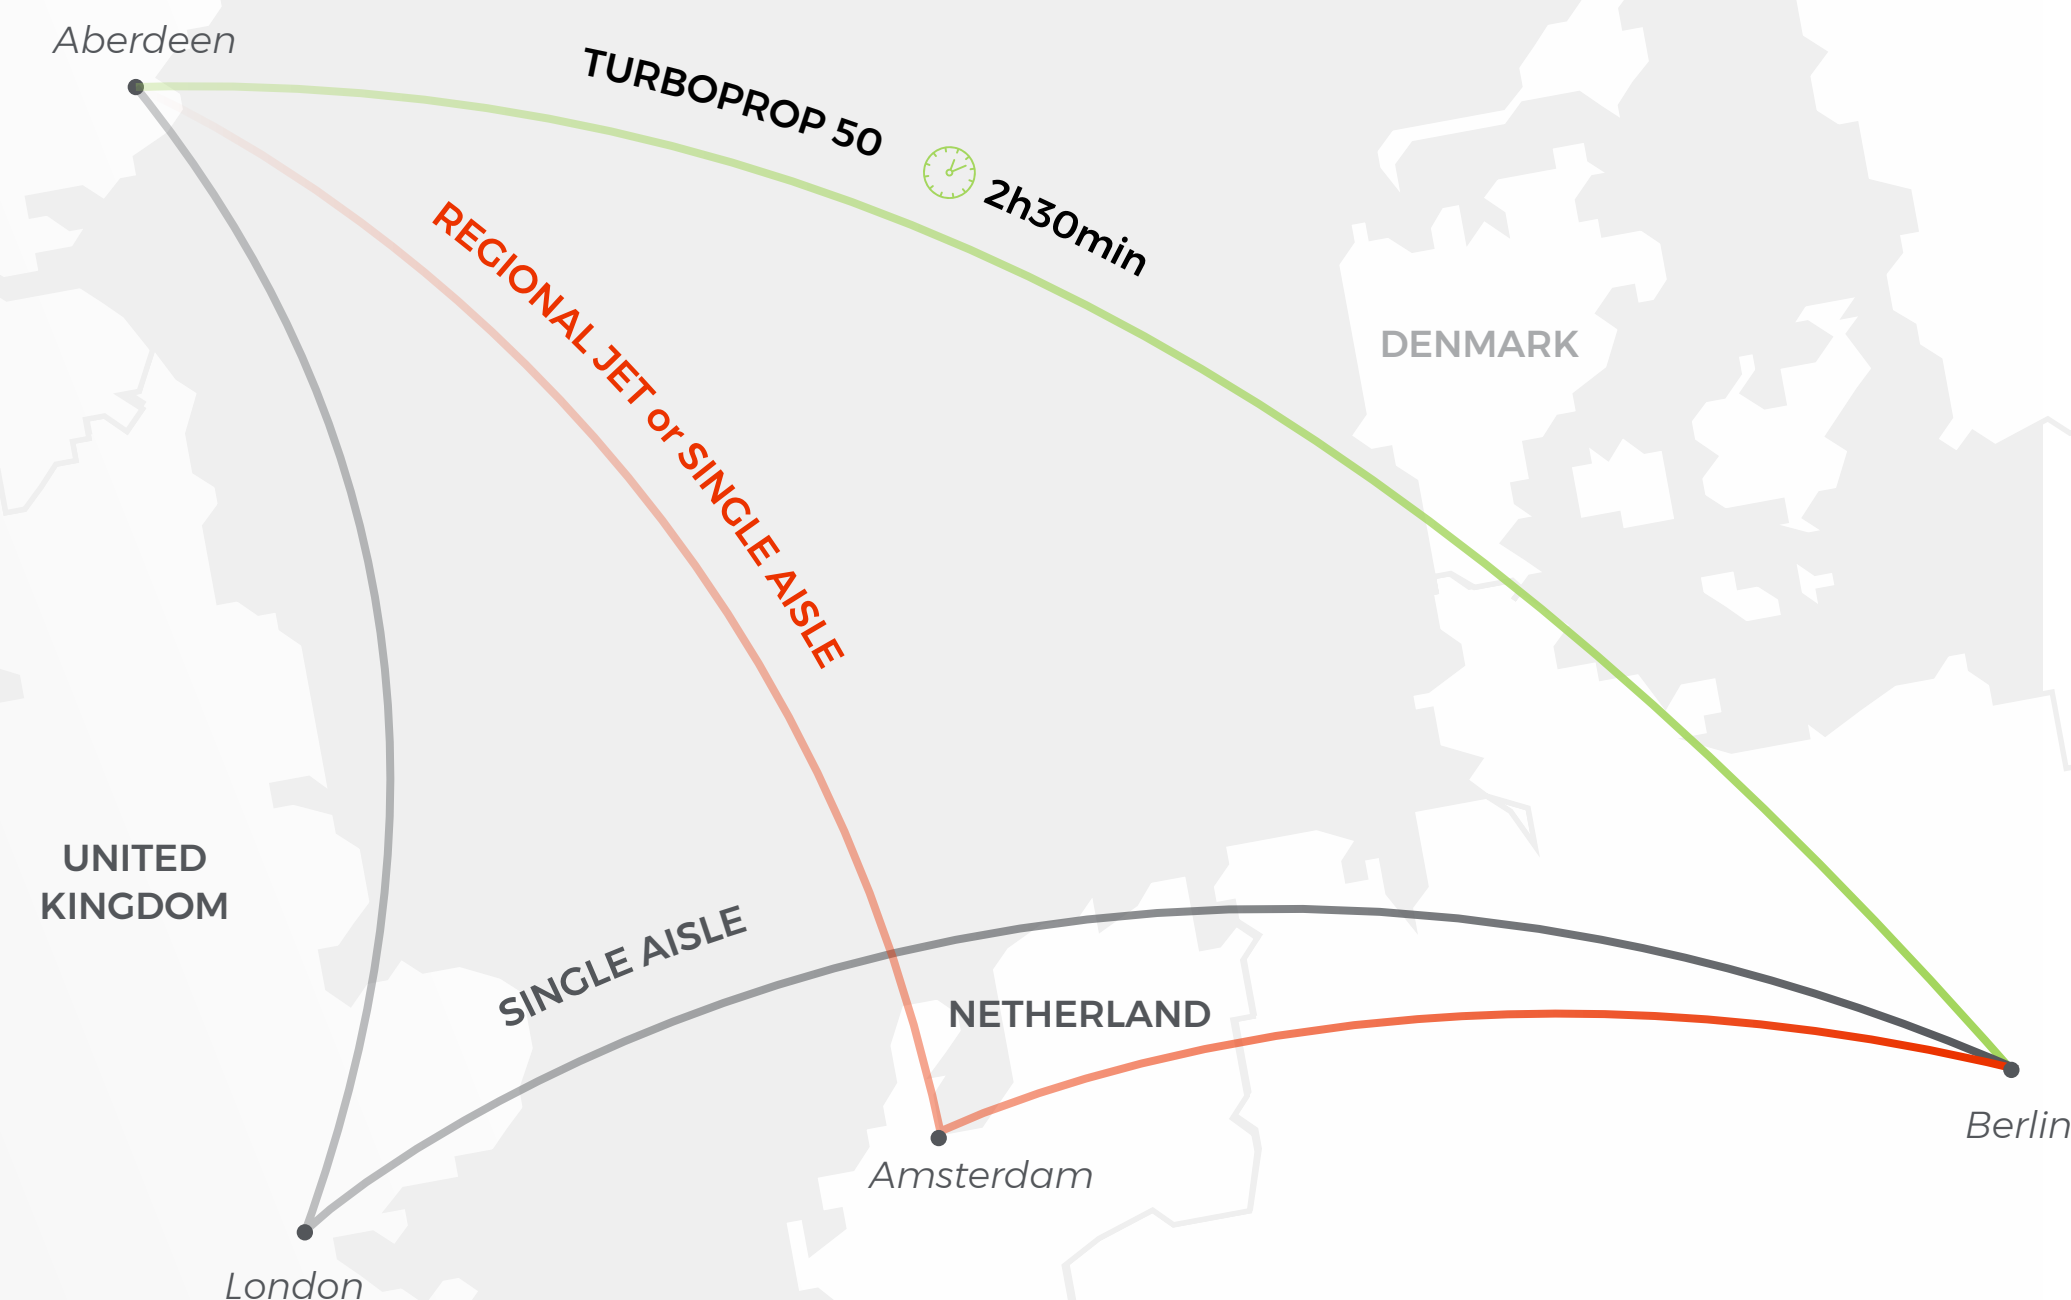 Aberdeen
TURBOPROP 50
2h30min
REGIONAL JET or SINGLE AISLE
DENMARK
UNITED
KINGDOM
SINGLE AISLE
NETHERLAND
Berlin
Amsterdam
London